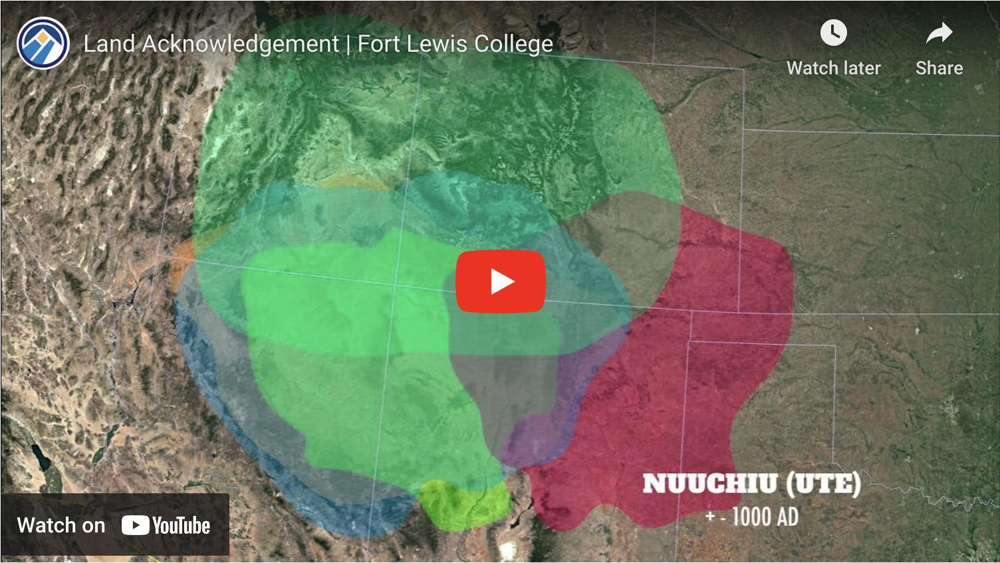 Land Acknowledgement | Fort Lewis College
Watch later
Share
NUUCHIU (UTE)
+ - 1000 AD
Watch on YouTube